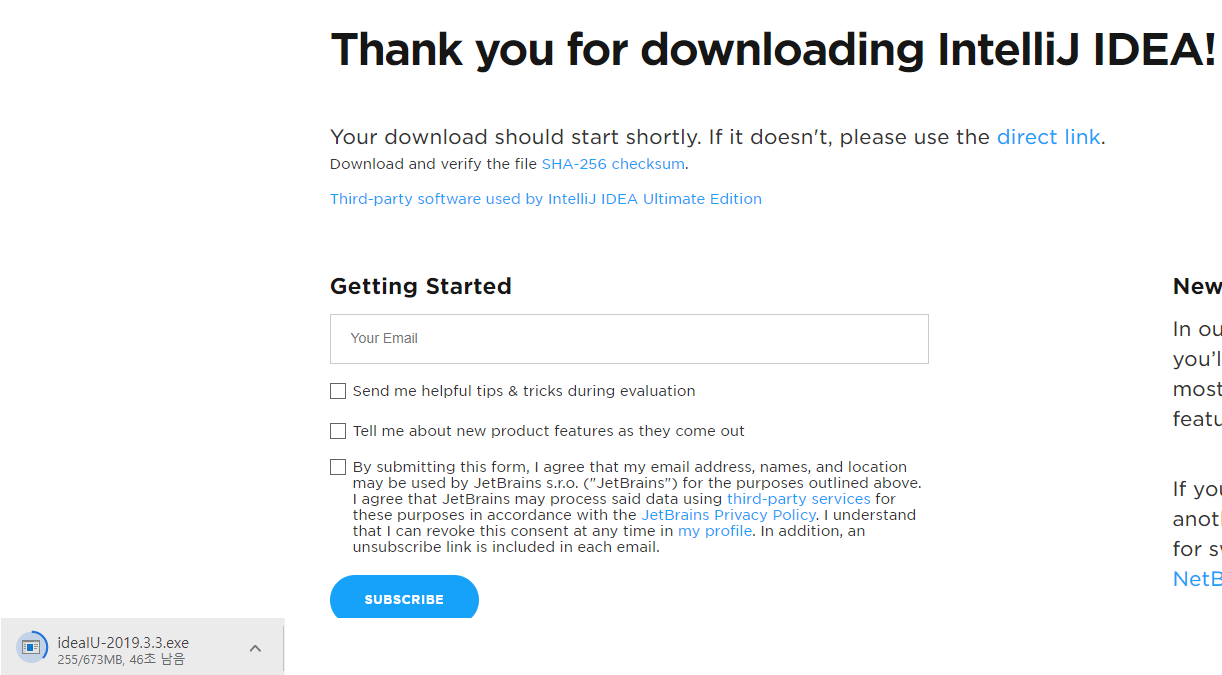 Thank you for downloading IntelliJ IDEA!
Your download should start shortly. If it doesn't, please use the direct link.
Download and verify the file SHA-256 checksum.
Third-party software used by IntelliJ IDEA Ultimate Edition
Getting Started
Your Email
Send me helpful tips & tricks during evaluation
Tell me about new product features as they come out
By submitting this form, I agree that my email address, names, and location
may be used by JetBrains s.r.o. ("JetBrains") for the purposes outlined above.
I agree that JetBrains may process said data using third-party services for
these purposes in accordance with the JetBrains Privacy Policy. I understand
that I can revoke this consent at any time in my profile. In addition, an
unsubscribe link is included in each email.
SUBSCRIBE
New
In ou
you'l
most
featu
If you
anoth
for sw
NetB
ideaIU-2019.3.3.exe
255/673MB, 46초 남음